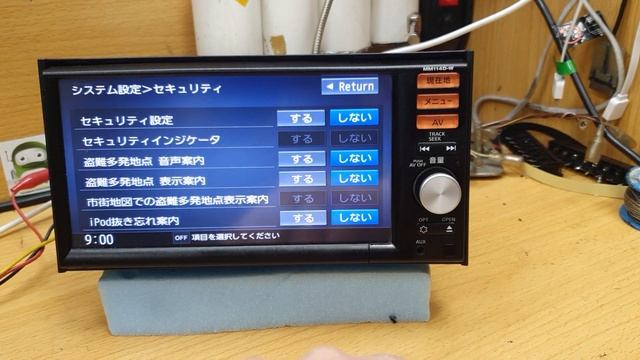 MM114D-W
システム設定>セキュリティ
◀ Return
現在地
メニュー
AV
TRACK
SEEK
セキュリティ設定 する しない
セキュリティインジケータ する しない
盗難多発地点 音声案内 する しない
盗難多発地点 表示案内 する しない
市街地図での盗難多発地点表示案内 する しない
iPod抜き忘れ案内 する しない
9:00 OFF 項目を選択してください
音量
PUSH
AV OFF
OPT OPEN
AUX